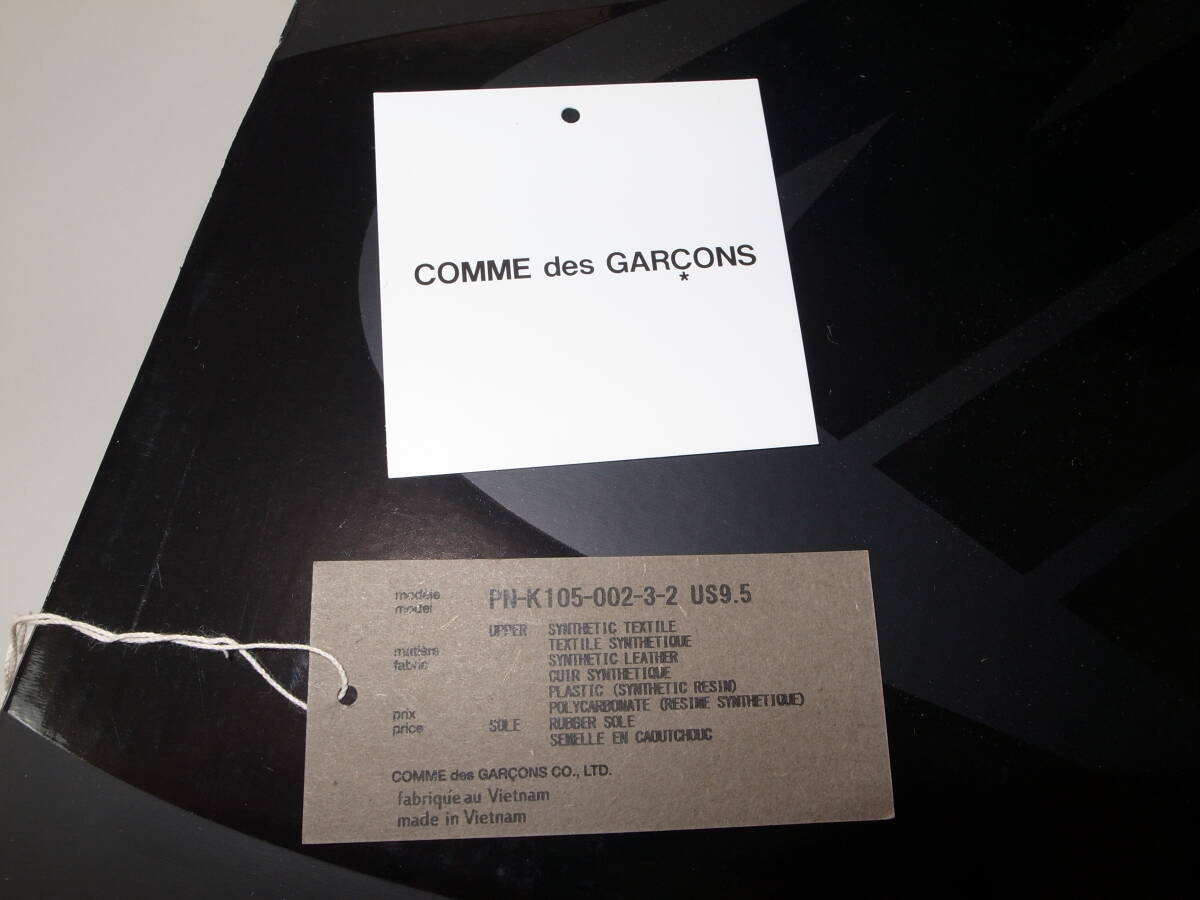 COMME des GARÇONS
*
modèle PN-K105-002-3-2 US9.5
model
UPPER SYNTHETIC TEXTILE
TEXTILE SYNTHETIQUE
matière SYNTHETIC LEATHER
fabric CUIR SYNTHETIQUE
PLASTIC (SYNTHETIC RESIN)
POLYCARBONATE (RESINE SYNTHETIQUE)
prix
price SOLE RUBBER SOLE
SEMELLE EN CAOUTCHOUC
COMME des GARÇONS CO., LTD.
fabriqué au Vietnam
made in Vietnam